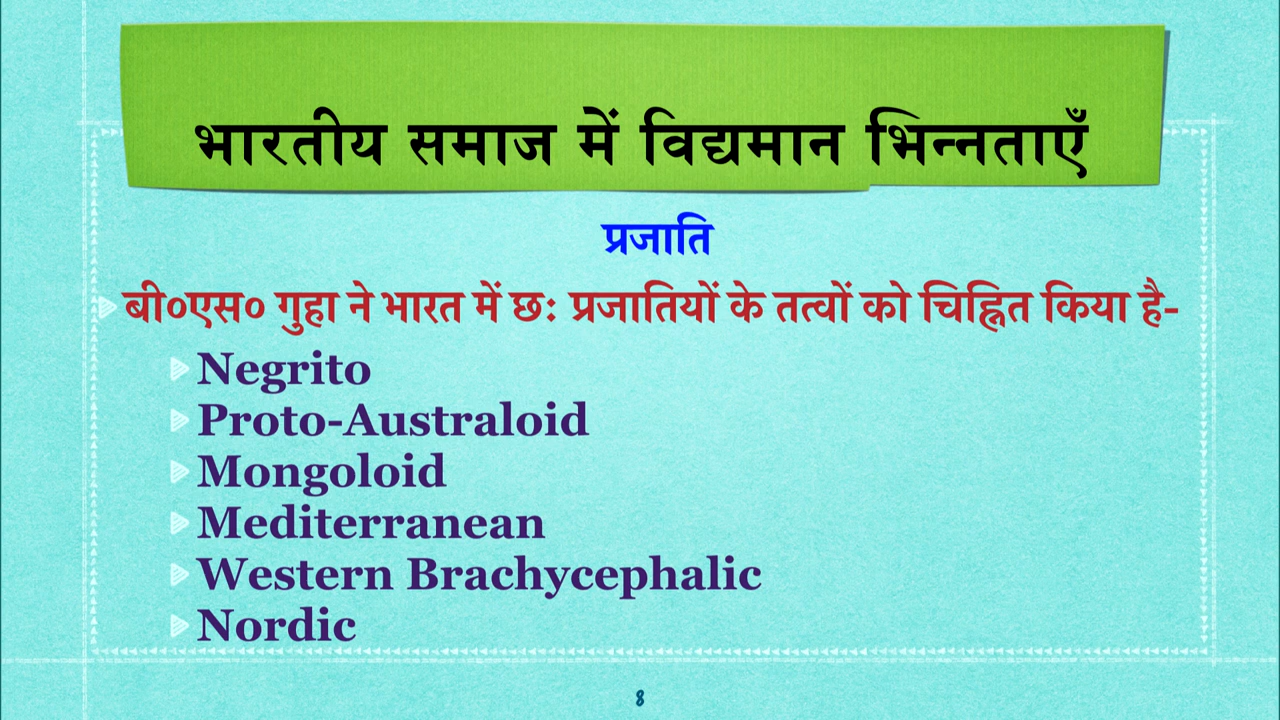 भारतीय समाज में विद्यमान भिन्नताएँ
प्रजाति
बी०एस० गुहा ने भारत में छः प्रजातियों के तत्वों को चिह्नित किया है-
Negrito
Proto-Australoid
Mongoloid
Mediterranean
Western Brachycephalic
Nordic
8